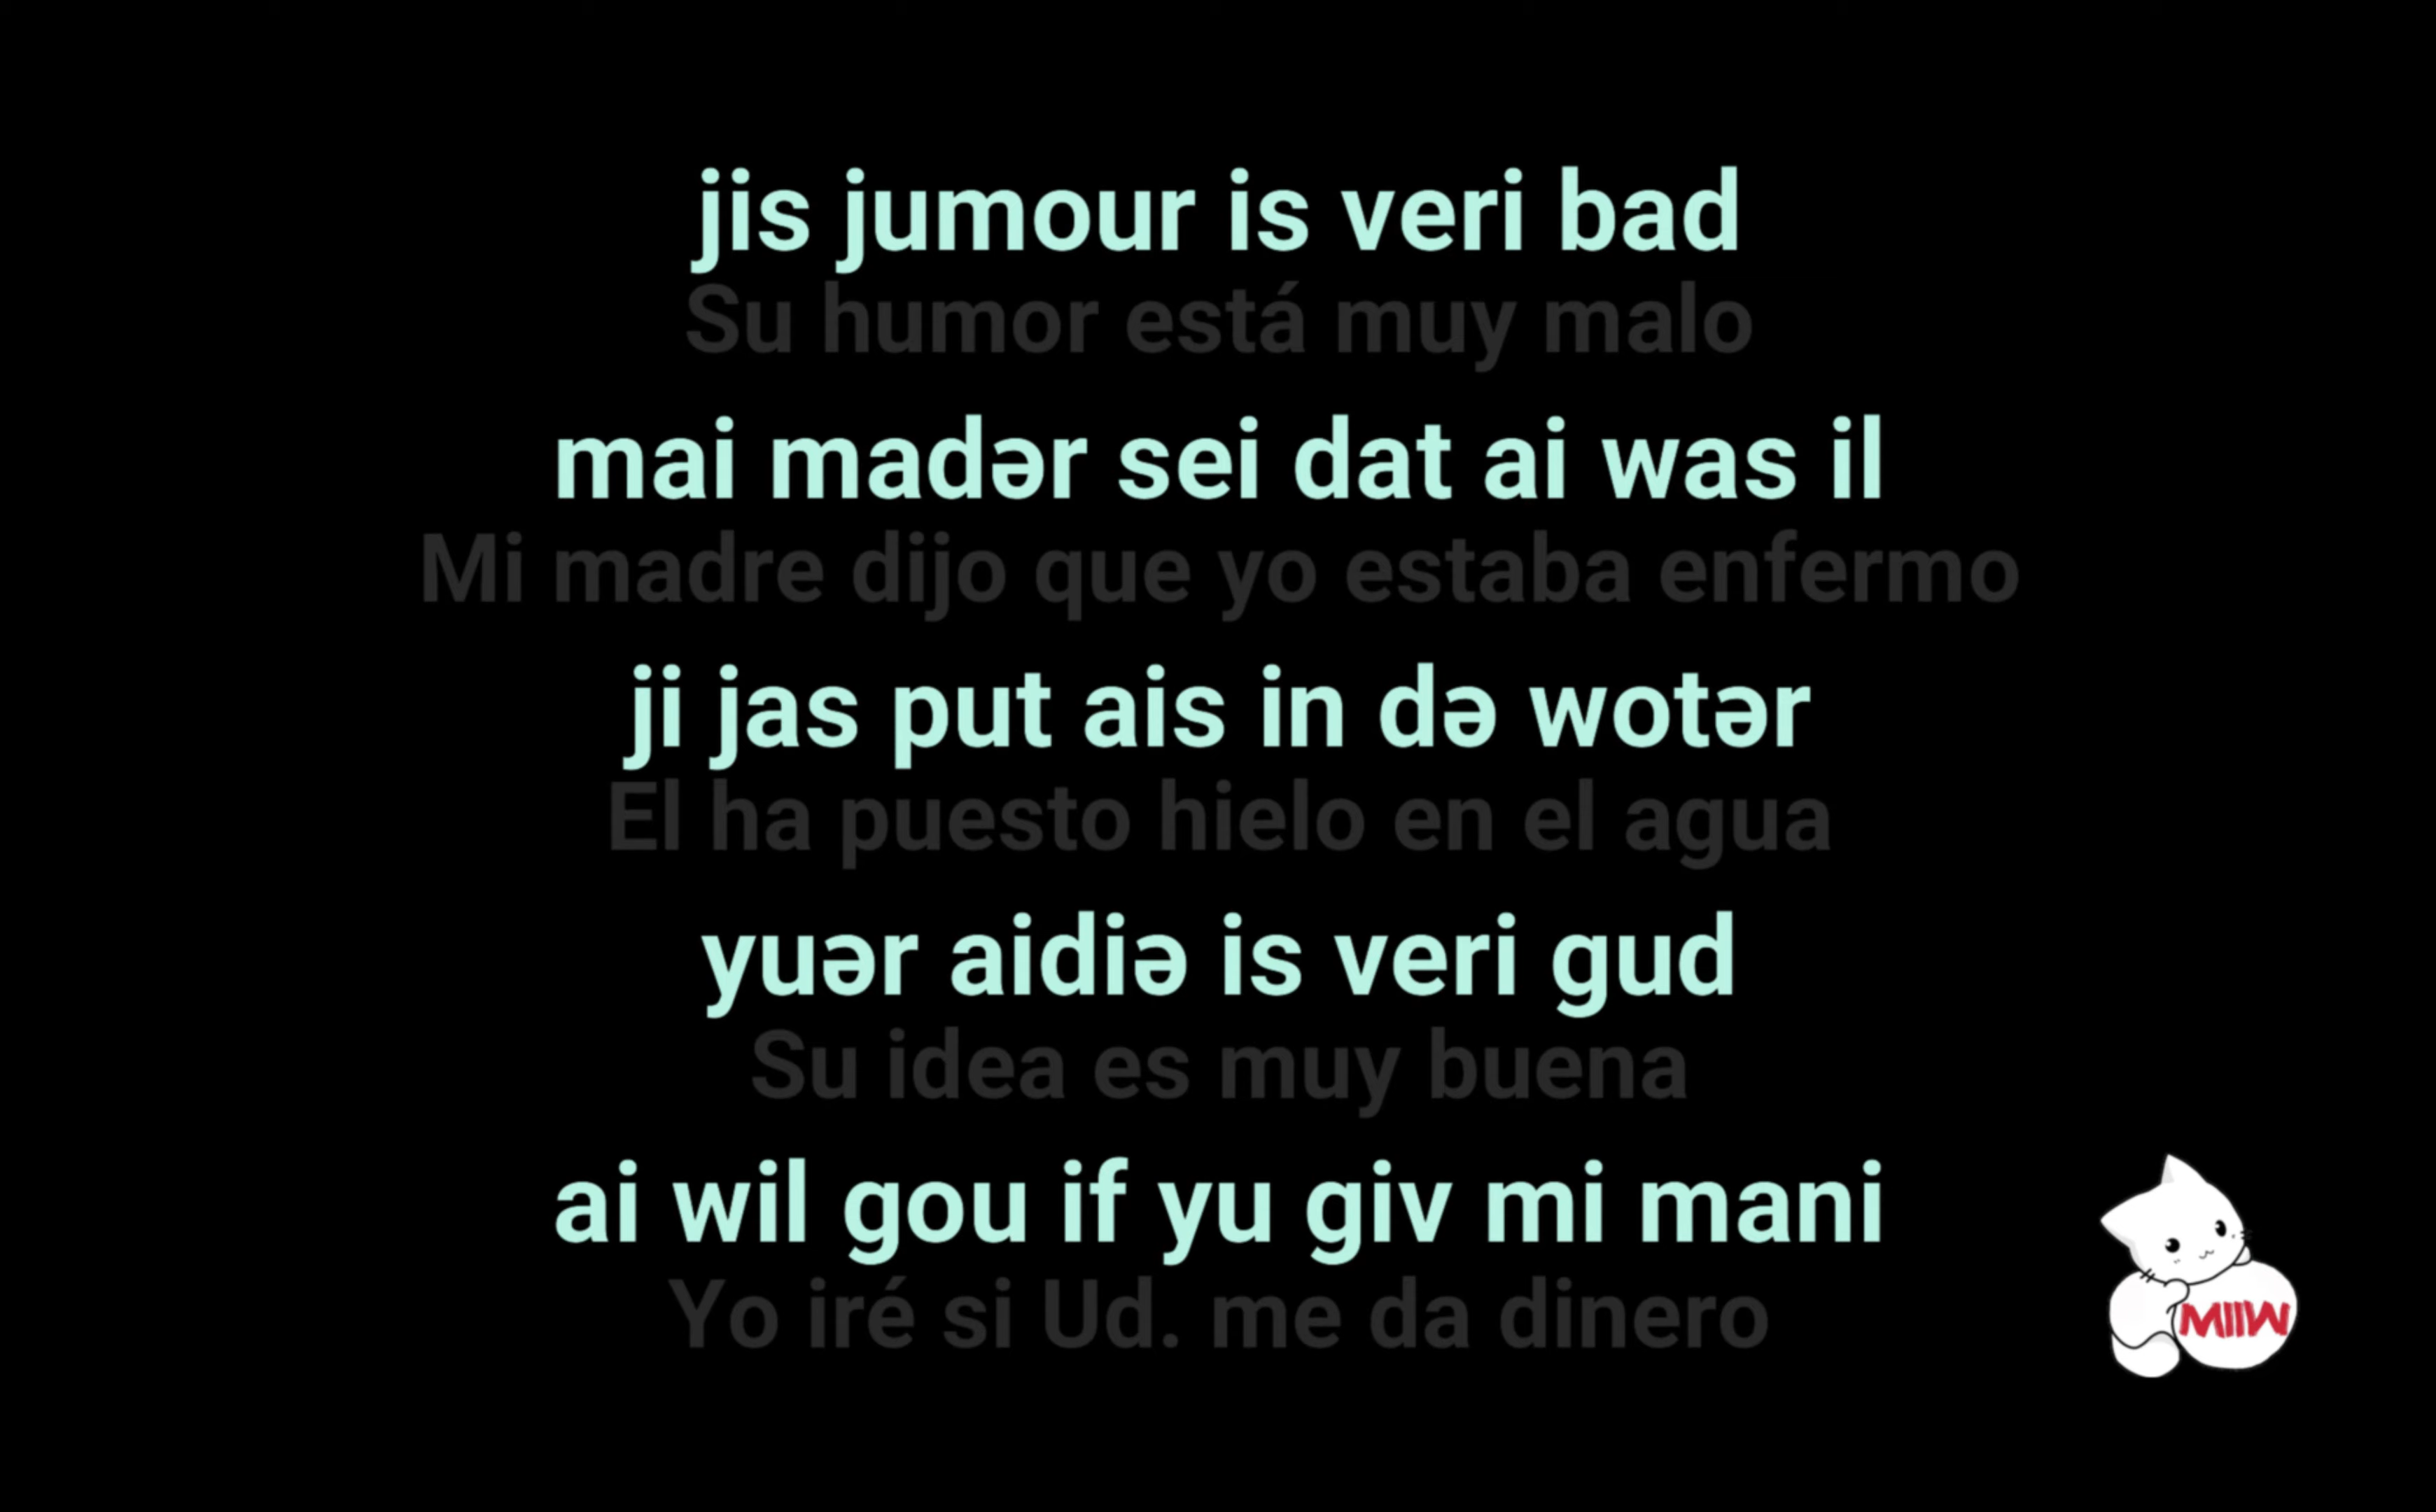 jis jumour is veri bad
Su humor está muy malo
mai madər sei dat ai was il
Mi madre dijo que yo estaba enfermo
ji jas put ais in də wotər
El ha puesto hielo en el agua
yuər aidiə is veri gud
Su idea es muy buena
ai wil gou if yu giv mi mani
Yo iré si Ud. me da dinero
MIIW